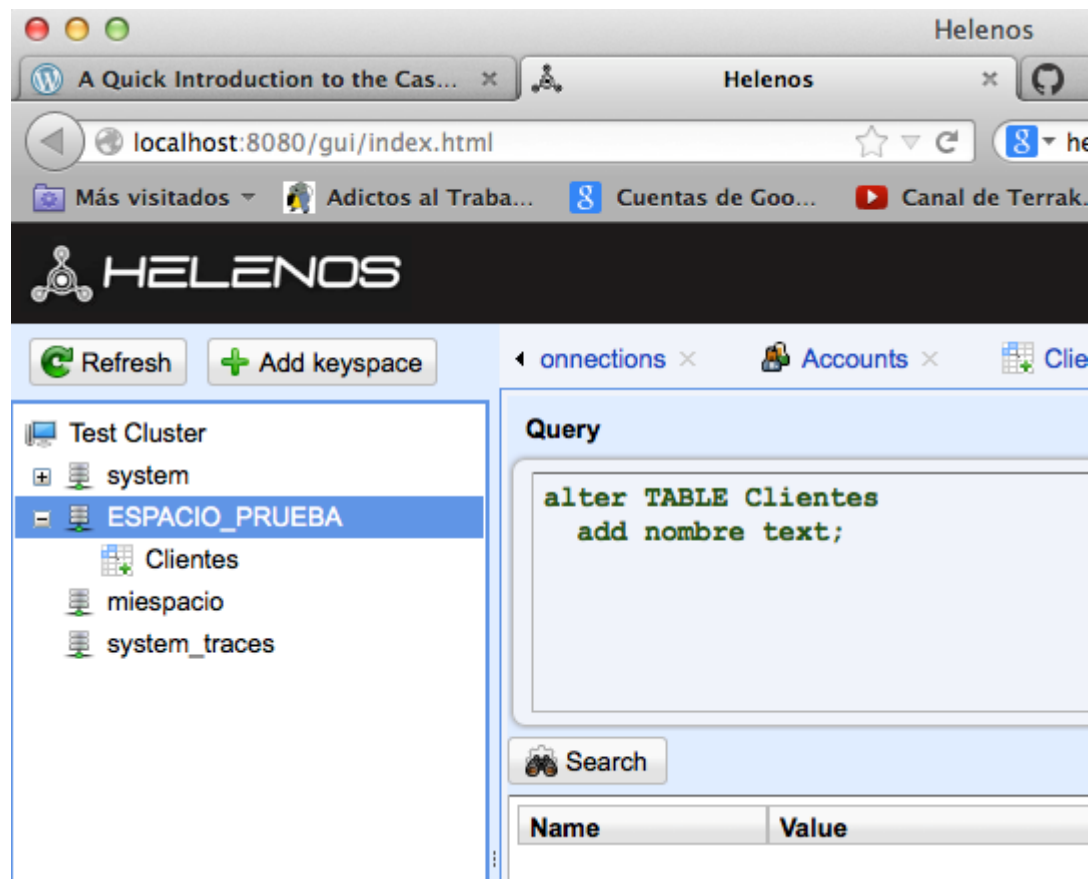 Helenos
A Quick Introduction to the Cas...
Helenos
localhost:8080/gui/index.html
he
Más visitados
Adictos al Traba...
Cuentas de Goo...
Canal de Terrak.
HELENOS
Refresh
Add keyspace
onnections
Accounts
Clie
Test Cluster
system
ESPACIO_PRUEBA
Clientes
miespacio
system_traces
Query
alter TABLE Clientes
add nombre text;
Search
Name
Value